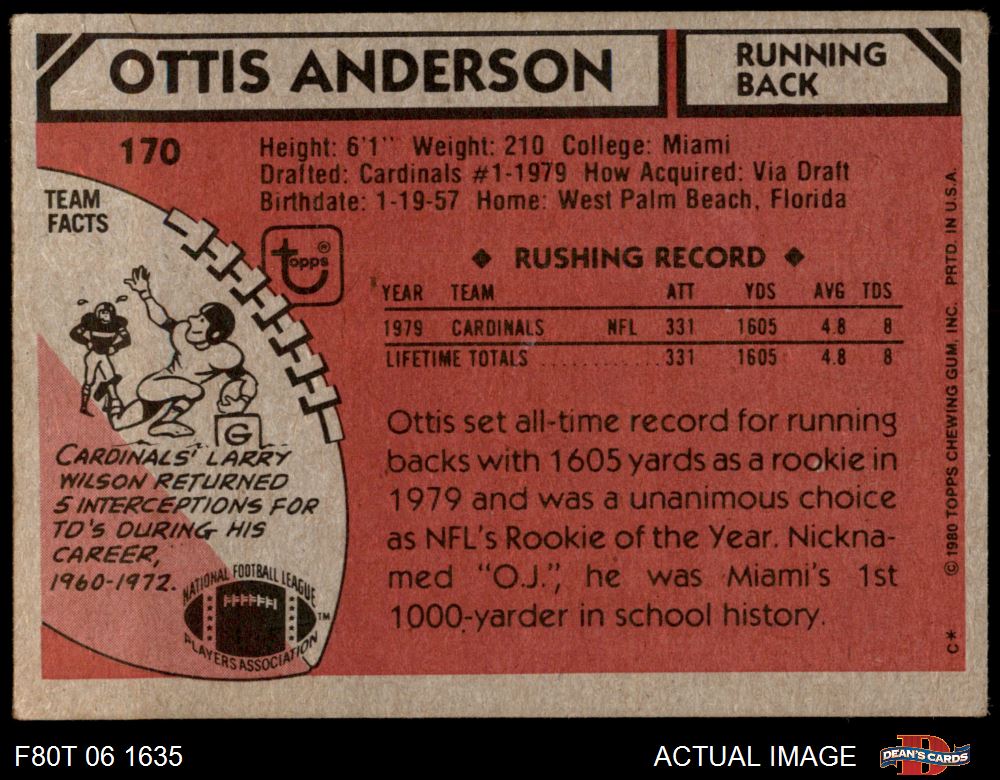 OTTIS ANDERSON
RUNNING
BACK
170
Height: 6'1'' Weight: 210 College: Miami
Drafted: Cardinals #1-1979 How Acquired: Via Draft
Birthdate: 1-19-57 Home: West Palm Beach, Florida
TEAM
FACTS
topps®
◆ RUSHING RECORD ◆
YEAR TEAM ATT YDS AVG TDS
1979 CARDINALS NFL 331 1605 4.8 8
LIFETIME TOTALS ............ 331 1605 4.8 8
G
CARDINALS' LARRY
WILSON RETURNED
5 INTERCEPTIONS FOR
TD'S DURING HIS
CAREER,
1960-1972.
NATIONAL FOOTBALL LEAGUE
PLAYERS ASSOCIATION
TM
Ottis set all-time record for running
backs with 1605 yards as a rookie in
1979 and was a unanimous choice
as NFL's Rookie of the Year. Nickna-
med "O.J.", he was Miami's 1st
1000-yarder in school history.
C* ©1980 TOPPS CHEWING GUM, INC. PRTD. IN U.S.A.
F80T 06 1635
ACTUAL IMAGE
DEAN'S CARDS